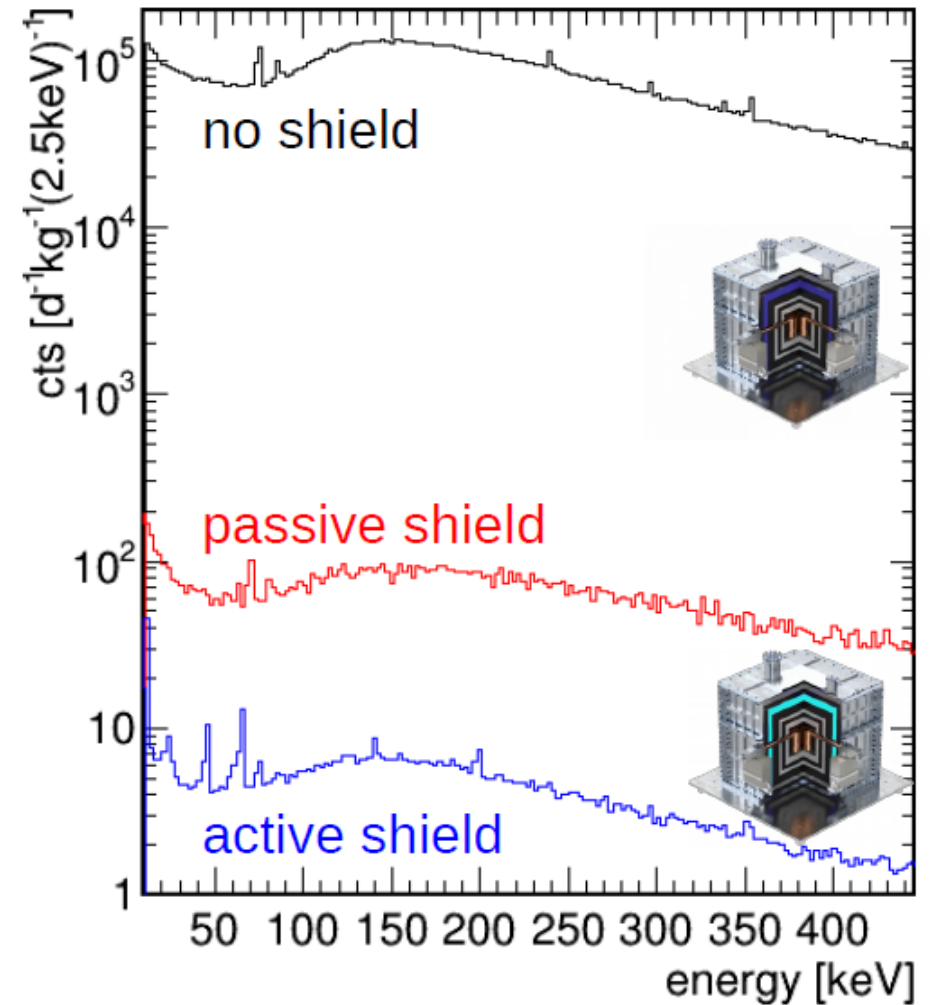 cts [d⁻¹kg⁻¹(2.5keV)⁻¹]
10⁵
no shield
10⁴
10³
passive shield
10²
10
active shield
1
50 100 150 200 250 300 350 400
energy [keV]